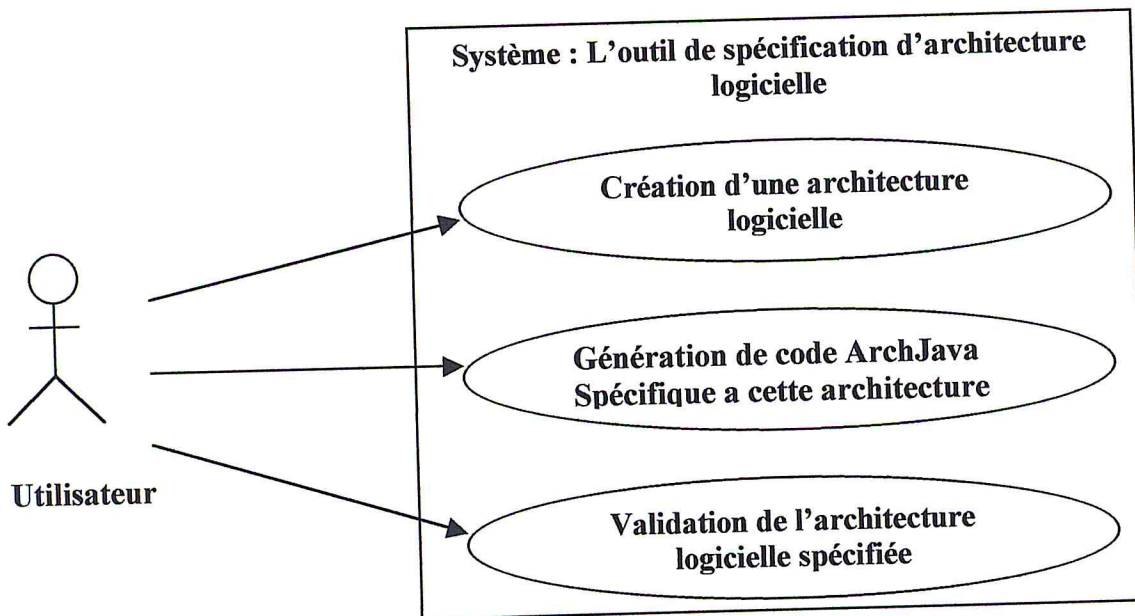 Système : L'outil de spécification d'architecture
logicielle
Création d'une architecture
logicielle
Génération de code ArchJava
Spécifique a cette architecture
Utilisateur
Validation de l'architecture
logicielle spécifiée